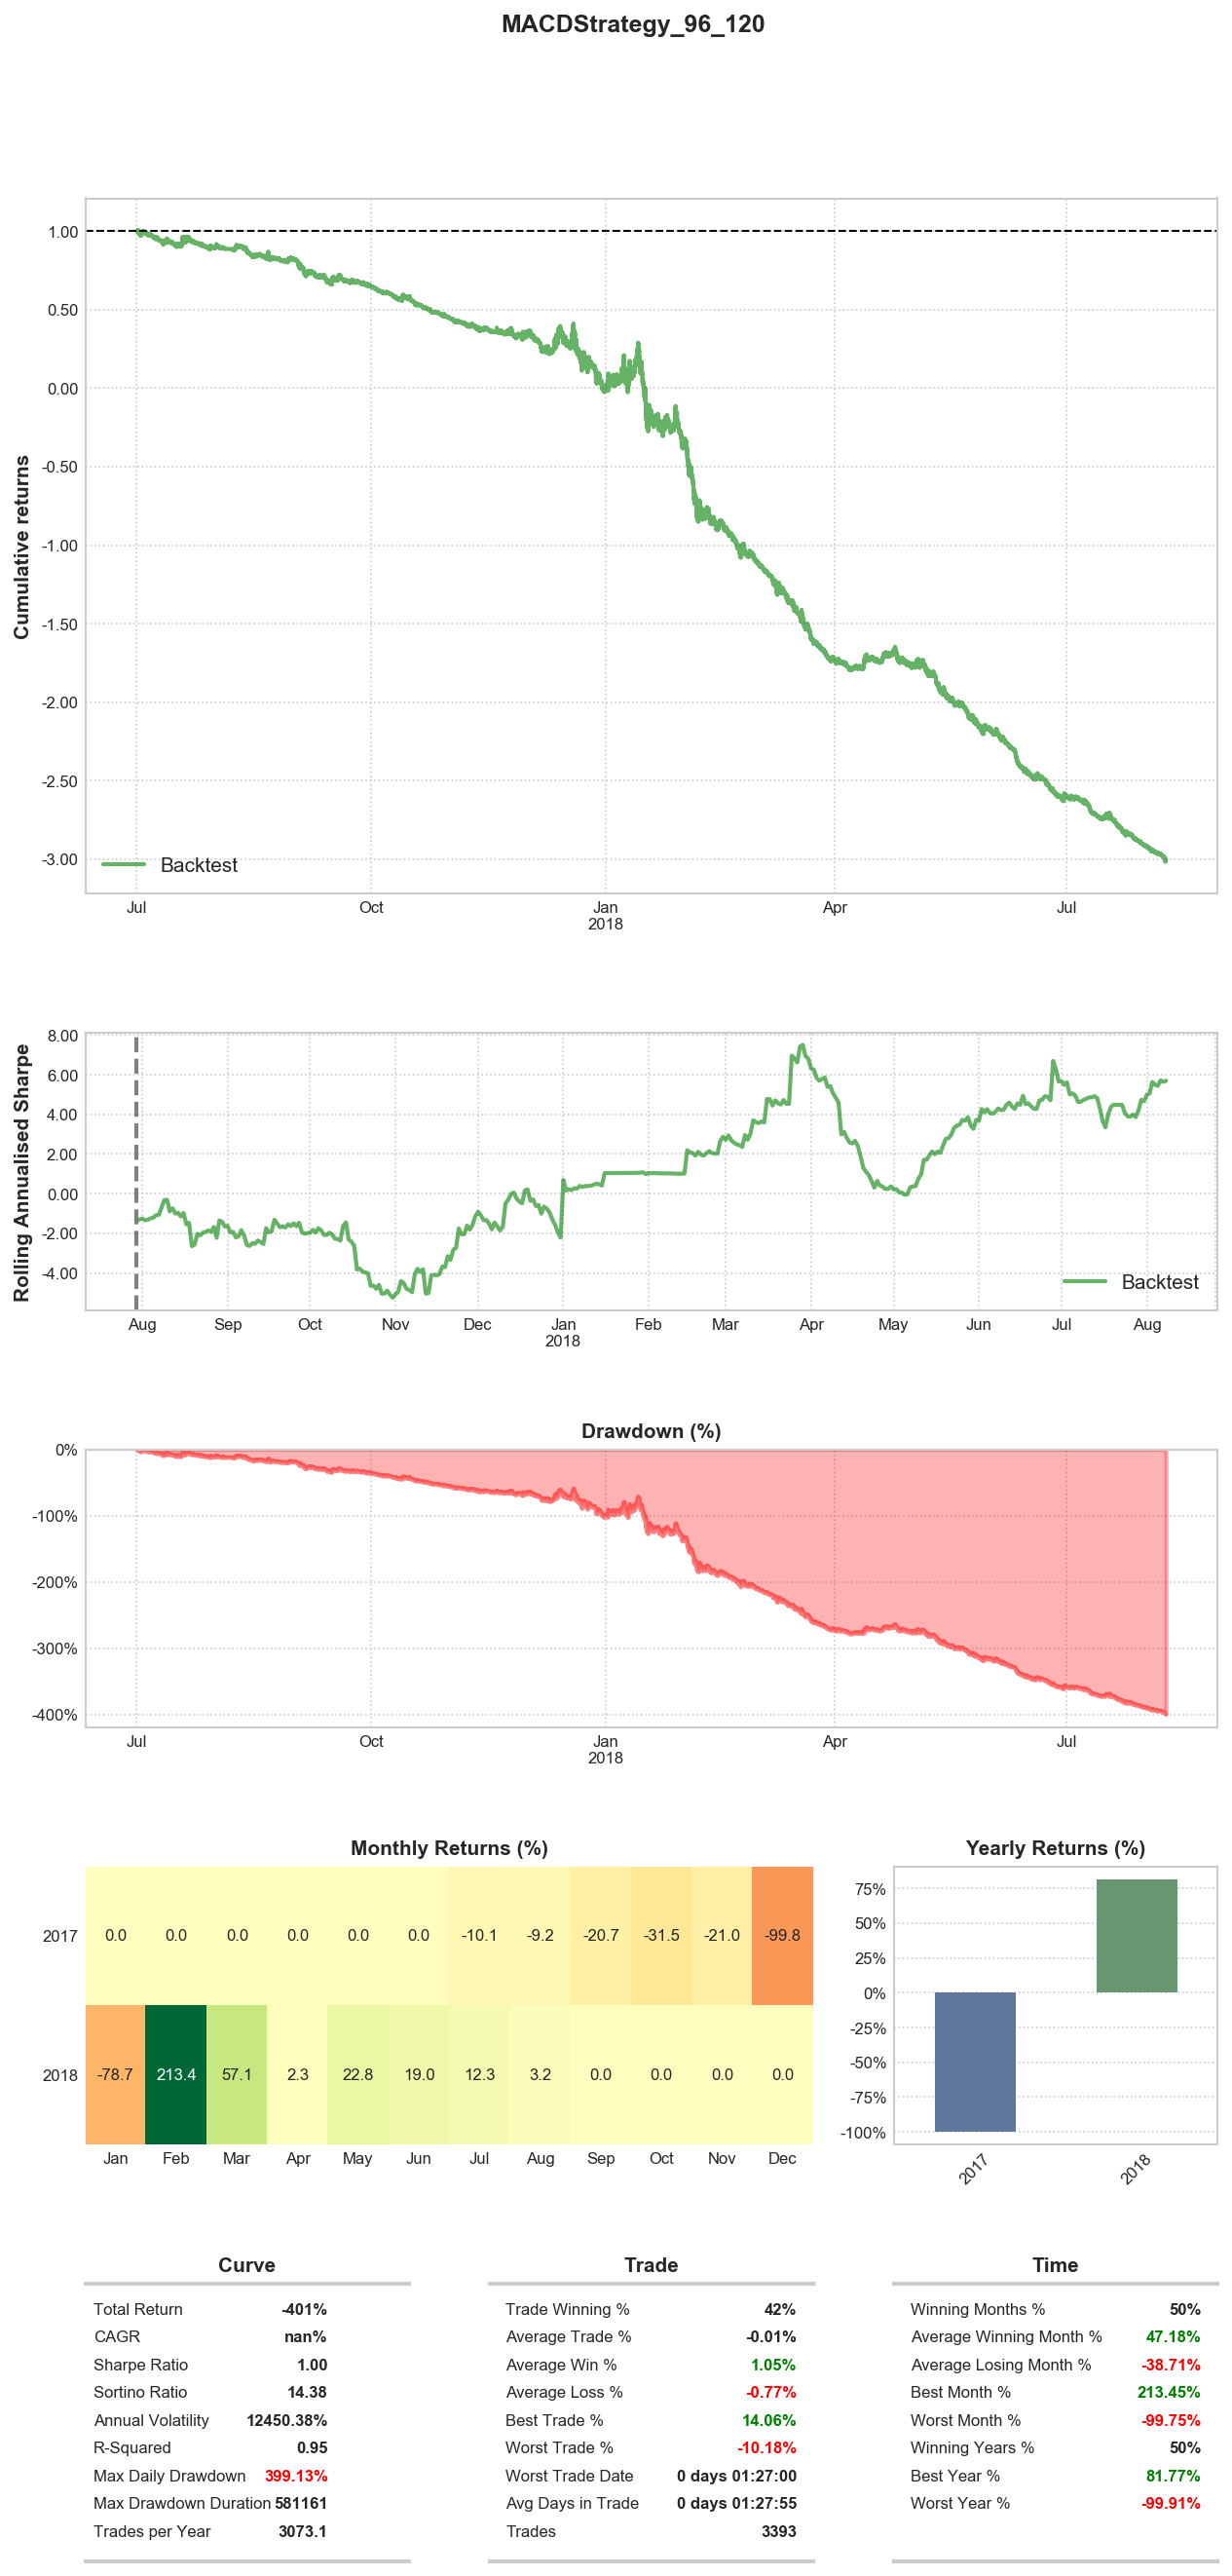 MACDStrategy_96_120
Cumulative returns
1.00
0.50
0.00
-0.50
-1.00
-1.50
-2.00
-2.50
-3.00
Backtest
Jul Oct Jan Apr Jul
2018
Rolling Annualised Sharpe
8.00
6.00
4.00
2.00
0.00
-2.00
-4.00
Backtest
Aug Sep Oct Nov Dec Jan Feb Mar Apr May Jun Jul Aug
2018
Drawdown (%)
0%
-100%
-200%
-300%
-400%
Jul Oct Jan Apr Jul
2018
Monthly Returns (%)
2017 0.0 0.0 0.0 0.0 0.0 0.0 -10.1 -9.2 -20.7 -31.5 -21.0 -99.8
2018 -78.7 213.4 57.1 2.3 22.8 19.0 12.3 3.2 0.0 0.0 0.0 0.0
Jan Feb Mar Apr May Jun Jul Aug Sep Oct Nov Dec
Yearly Returns (%)
75%
50%
25%
0%
-25%
-50%
-75%
-100%
2017 2018
Curve
Total Return -401%
CAGR nan%
Sharpe Ratio 1.00
Sortino Ratio 14.38
Annual Volatility 12450.38%
R-Squared 0.95
Max Daily Drawdown 399.13%
Max Drawdown Duration 581161
Trades per Year 3073.1
Trade
Trade Winning % 42%
Average Trade % -0.01%
Average Win % 1.05%
Average Loss % -0.77%
Best Trade % 14.06%
Worst Trade % -10.18%
Worst Trade Date 0 days 01:27:00
Avg Days in Trade 0 days 01:27:55
Trades 3393
Time
Winning Months % 50%
Average Winning Month % 47.18%
Average Losing Month % -38.71%
Best Month % 213.45%
Worst Month % -99.75%
Winning Years % 50%
Best Year % 81.77%
Worst Year % -99.91%